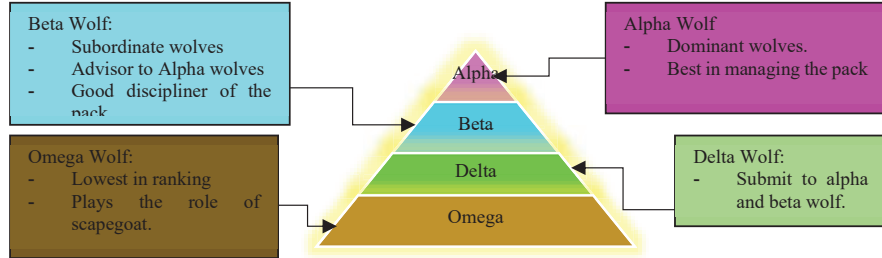 Beta Wolf:
- Subordinate wolves
- Advisor to Alpha wolves
- Good discipliner of the
pack
Alpha Wolf
- Dominant wolves.
- Best in managing the pack
Alpha
Beta
Delta
Omega
Omega Wolf:
- Lowest in ranking
- Plays the role of
scapegoat.
Delta Wolf:
- Submit to alpha
and beta wolf.